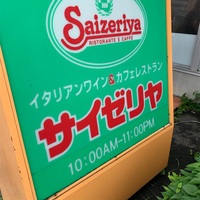 Saizeriya
RISTORANTE E CAFFE
イタリアンワイン&カフェレストラン
サイゼリヤ
10:00AM-11:00PM